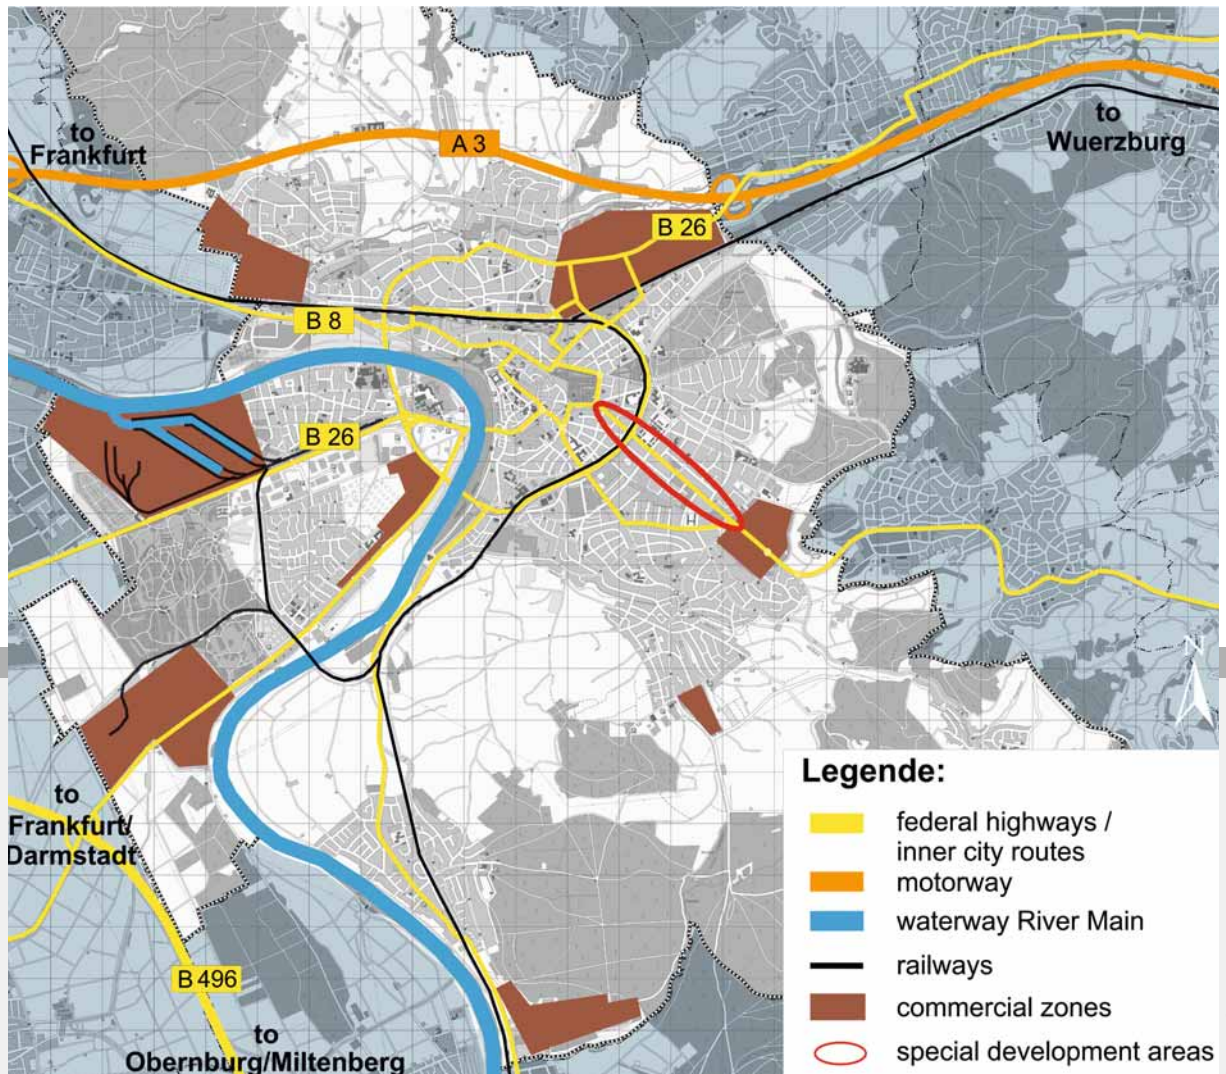 to
Frankfurt
A 3
to
Wuerzburg
B 26
B 8
B 26
H
N
to
Frankfurt/
Darmstadt
B 496
to
Obernburg/Miltenberg
Legende:
federal highways /
inner city routes
motorway
waterway River Main
railways
commercial zones
special development areas